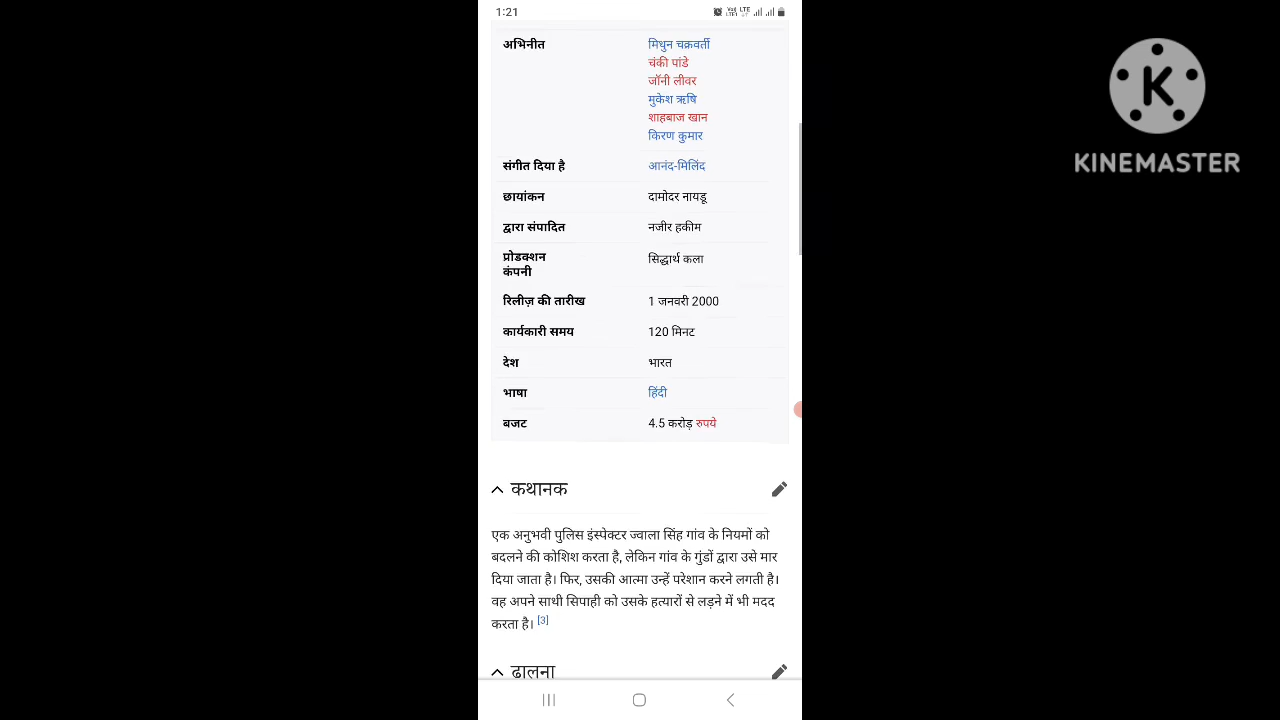 1:21
अभिनीत
मिथुन चक्रवर्ती
चंकी पांडे
जॉनी लीवर
मुकेश ऋषि
शाहबाज खान
किरण कुमार
संगीत दिया है आनंद-मिलिंद
छायांकन दामोदर नायडू
द्वारा संपादित नजीर हकीम
प्रोडक्शन
कंपनी
सिद्धार्थ कला
रिलीज़ की तारीख 1 जनवरी 2000
कार्यकारी समय 120 मिनट
देश भारत
भाषा हिंदी
बजट 4.5 करोड़ रुपये
कथानक
एक अनुभवी पुलिस इंस्पेक्टर ज्वाला सिंह गांव के नियमों को
बदलने की कोशिश करता है, लेकिन गांव के गुंडों द्वारा उसे मार
दिया जाता है। फिर, उसकी आत्मा उन्हें परेशान करने लगती है।
वह अपने साथी सिपाही को उसके हत्यारों से लड़ने में भी मदद
करता है। [3]
ढालना
K
KINEMASTER